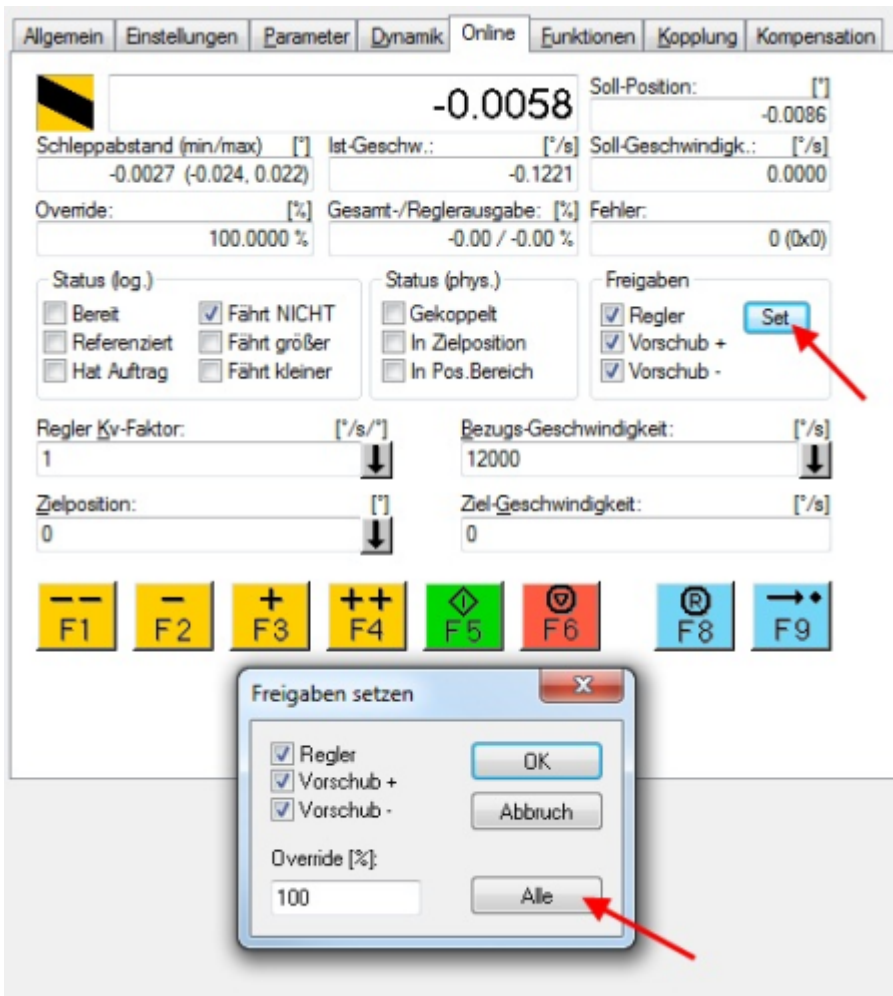 Allgemein Einstellungen Parameter Dynamik Online Funktionen Kopplung Kompensation
-0.0058
Soll-Position: [°]
-0.0086
Schleppabstand (min/max) [°] Ist-Geschw.: [°/s] Soll-Geschwindigk.: [°/s]
-0.0027 (-0.024, 0.022) -0.1221 0.0000
Override: [%] Gesamt-/Reglerausgabe: [%] Fehler:
100.0000 % -0.00 / -0.00 % 0 (0x0)
Status (log.) Status (phys.) Freigaben
Bereit Fährt NICHT Gekoppelt Regler Set
Referenziert Fährt größer In Zielposition Vorschub +
Hat Auftrag Fährt kleiner In Pos.Bereich Vorschub -
Regler Kv-Faktor: [°/s/°] Bezugs-Geschwindigkeit: [°/s]
1 12000
Zielposition: [°] Ziel-Geschwindigkeit: [°/s]
0 0
-- - + ++ R
F1 F2 F3 F4 F5 F6 F8 F9
Freigaben setzen
Regler OK
Vorschub +
Vorschub - Abbruch
Override [%]:
100 Alle